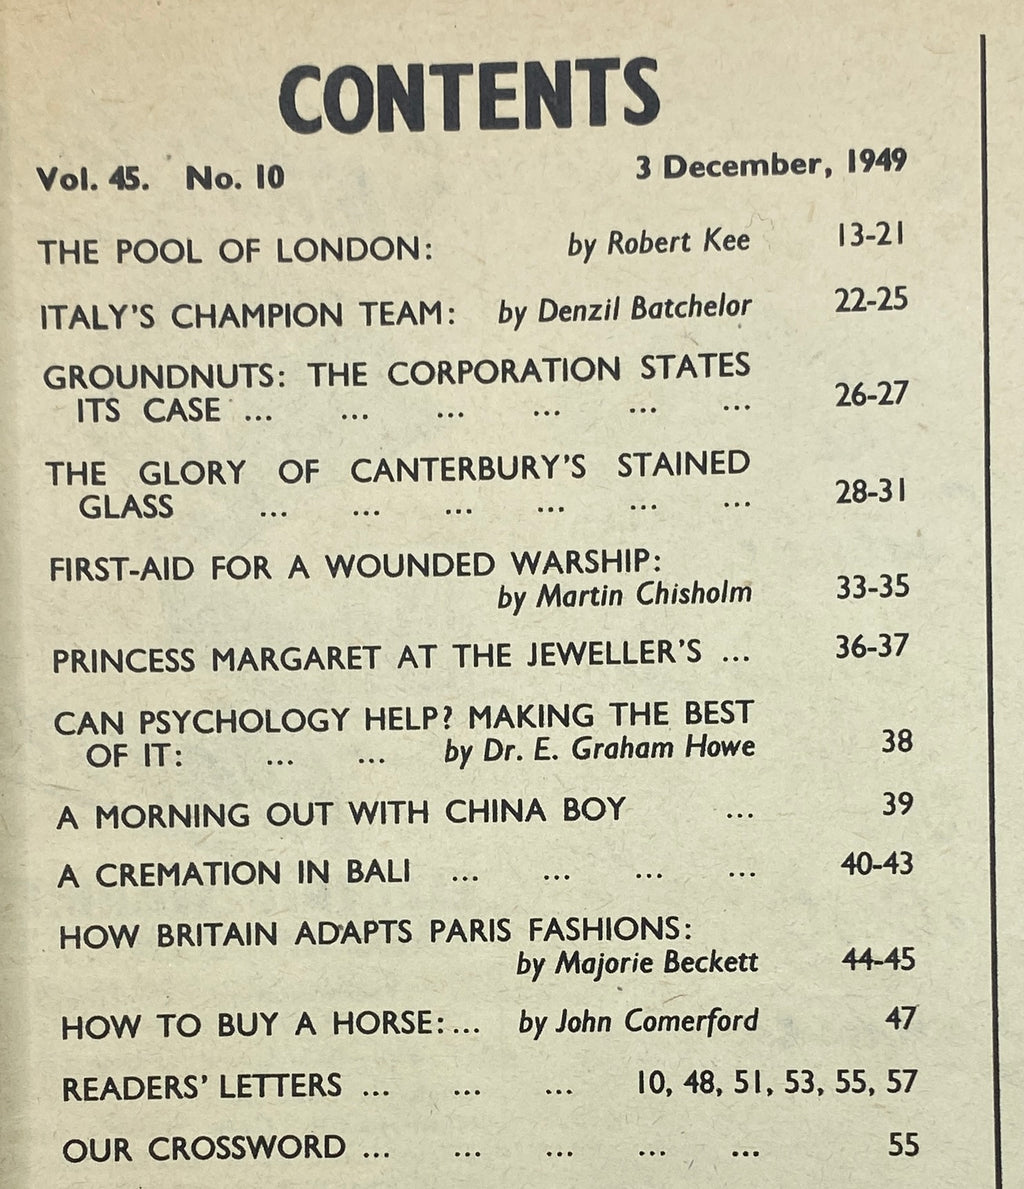 CONTENTS
Vol. 45. No. 10 3 December, 1949
THE POOL OF LONDON: by Robert Kee 13-21
ITALY'S CHAMPION TEAM: by Denzil Batchelor 22-25
GROUNDNUTS: THE CORPORATION STATES
ITS CASE ... ... ... ... ... ... 26-27
THE GLORY OF CANTERBURY'S STAINED
GLASS ... ... ... ... ... ... 28-31
FIRST-AID FOR A WOUNDED WARSHIP:
by Martin Chisholm 33-35
PRINCESS MARGARET AT THE JEWELLER'S ... 36-37
CAN PSYCHOLOGY HELP? MAKING THE BEST
OF IT: ... ... by Dr. E. Graham Howe 38
A MORNING OUT WITH CHINA BOY ... 39
A CREMATION IN BALI ... ... ... ... 40-43
HOW BRITAIN ADAPTS PARIS FASHIONS:
by Majorie Beckett 44-45
HOW TO BUY A HORSE: ... by John Comerford 47
READERS' LETTERS ... ... ... 10, 48, 51, 53, 55, 57
OUR CROSSWORD ... ... ... ... ... 55